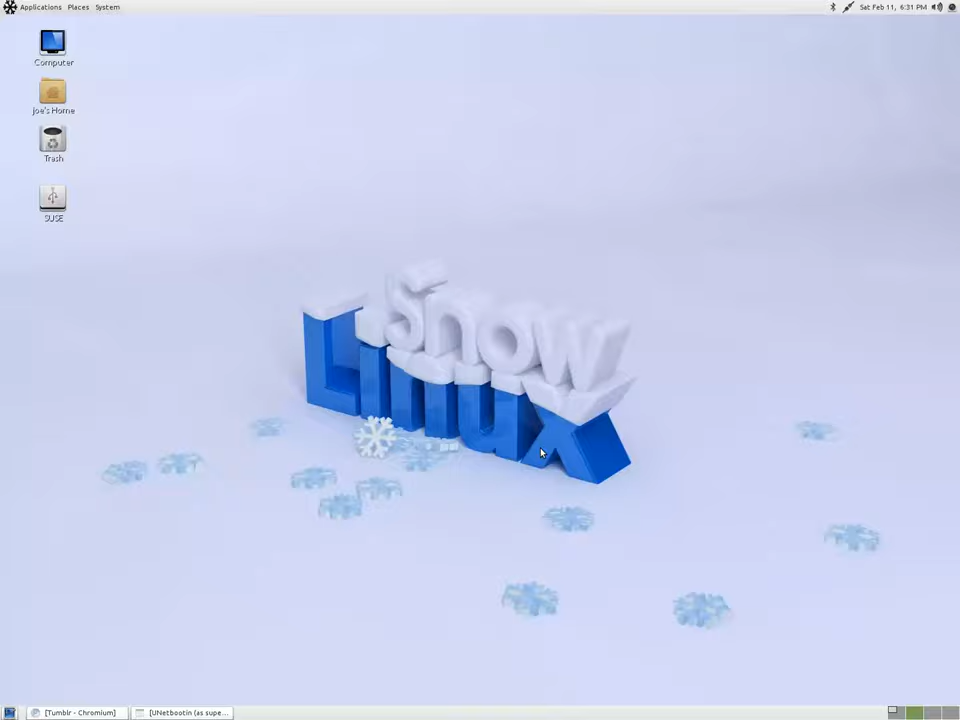 Applications Places System
Sat Feb 11, 6:31 PM
Computer
joe's Home
Trash
SUSE
Snow
Linux
[Tumblr - Chromium]
[UNetbootin (as supe...